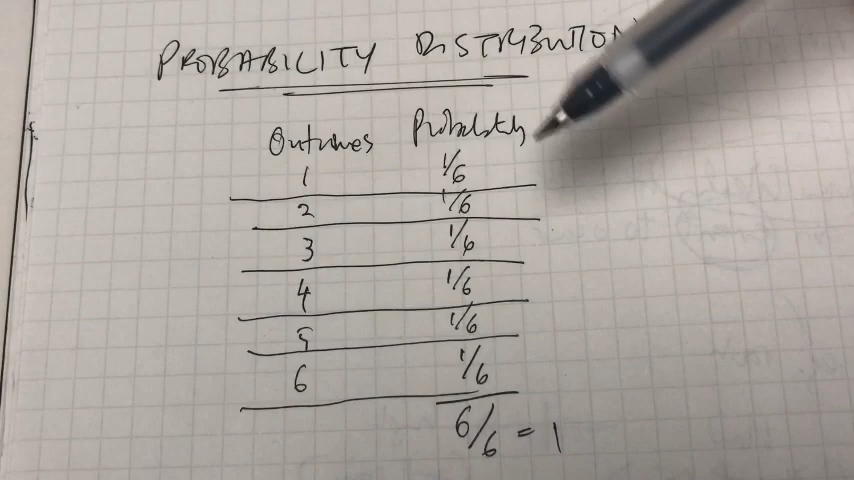 PROBABILITY DISTRIBUTION
Outcomes Probability
1 1/6
2 1/6
3 1/6
4 1/6
5 1/6
6 1/6
6/6 = 1